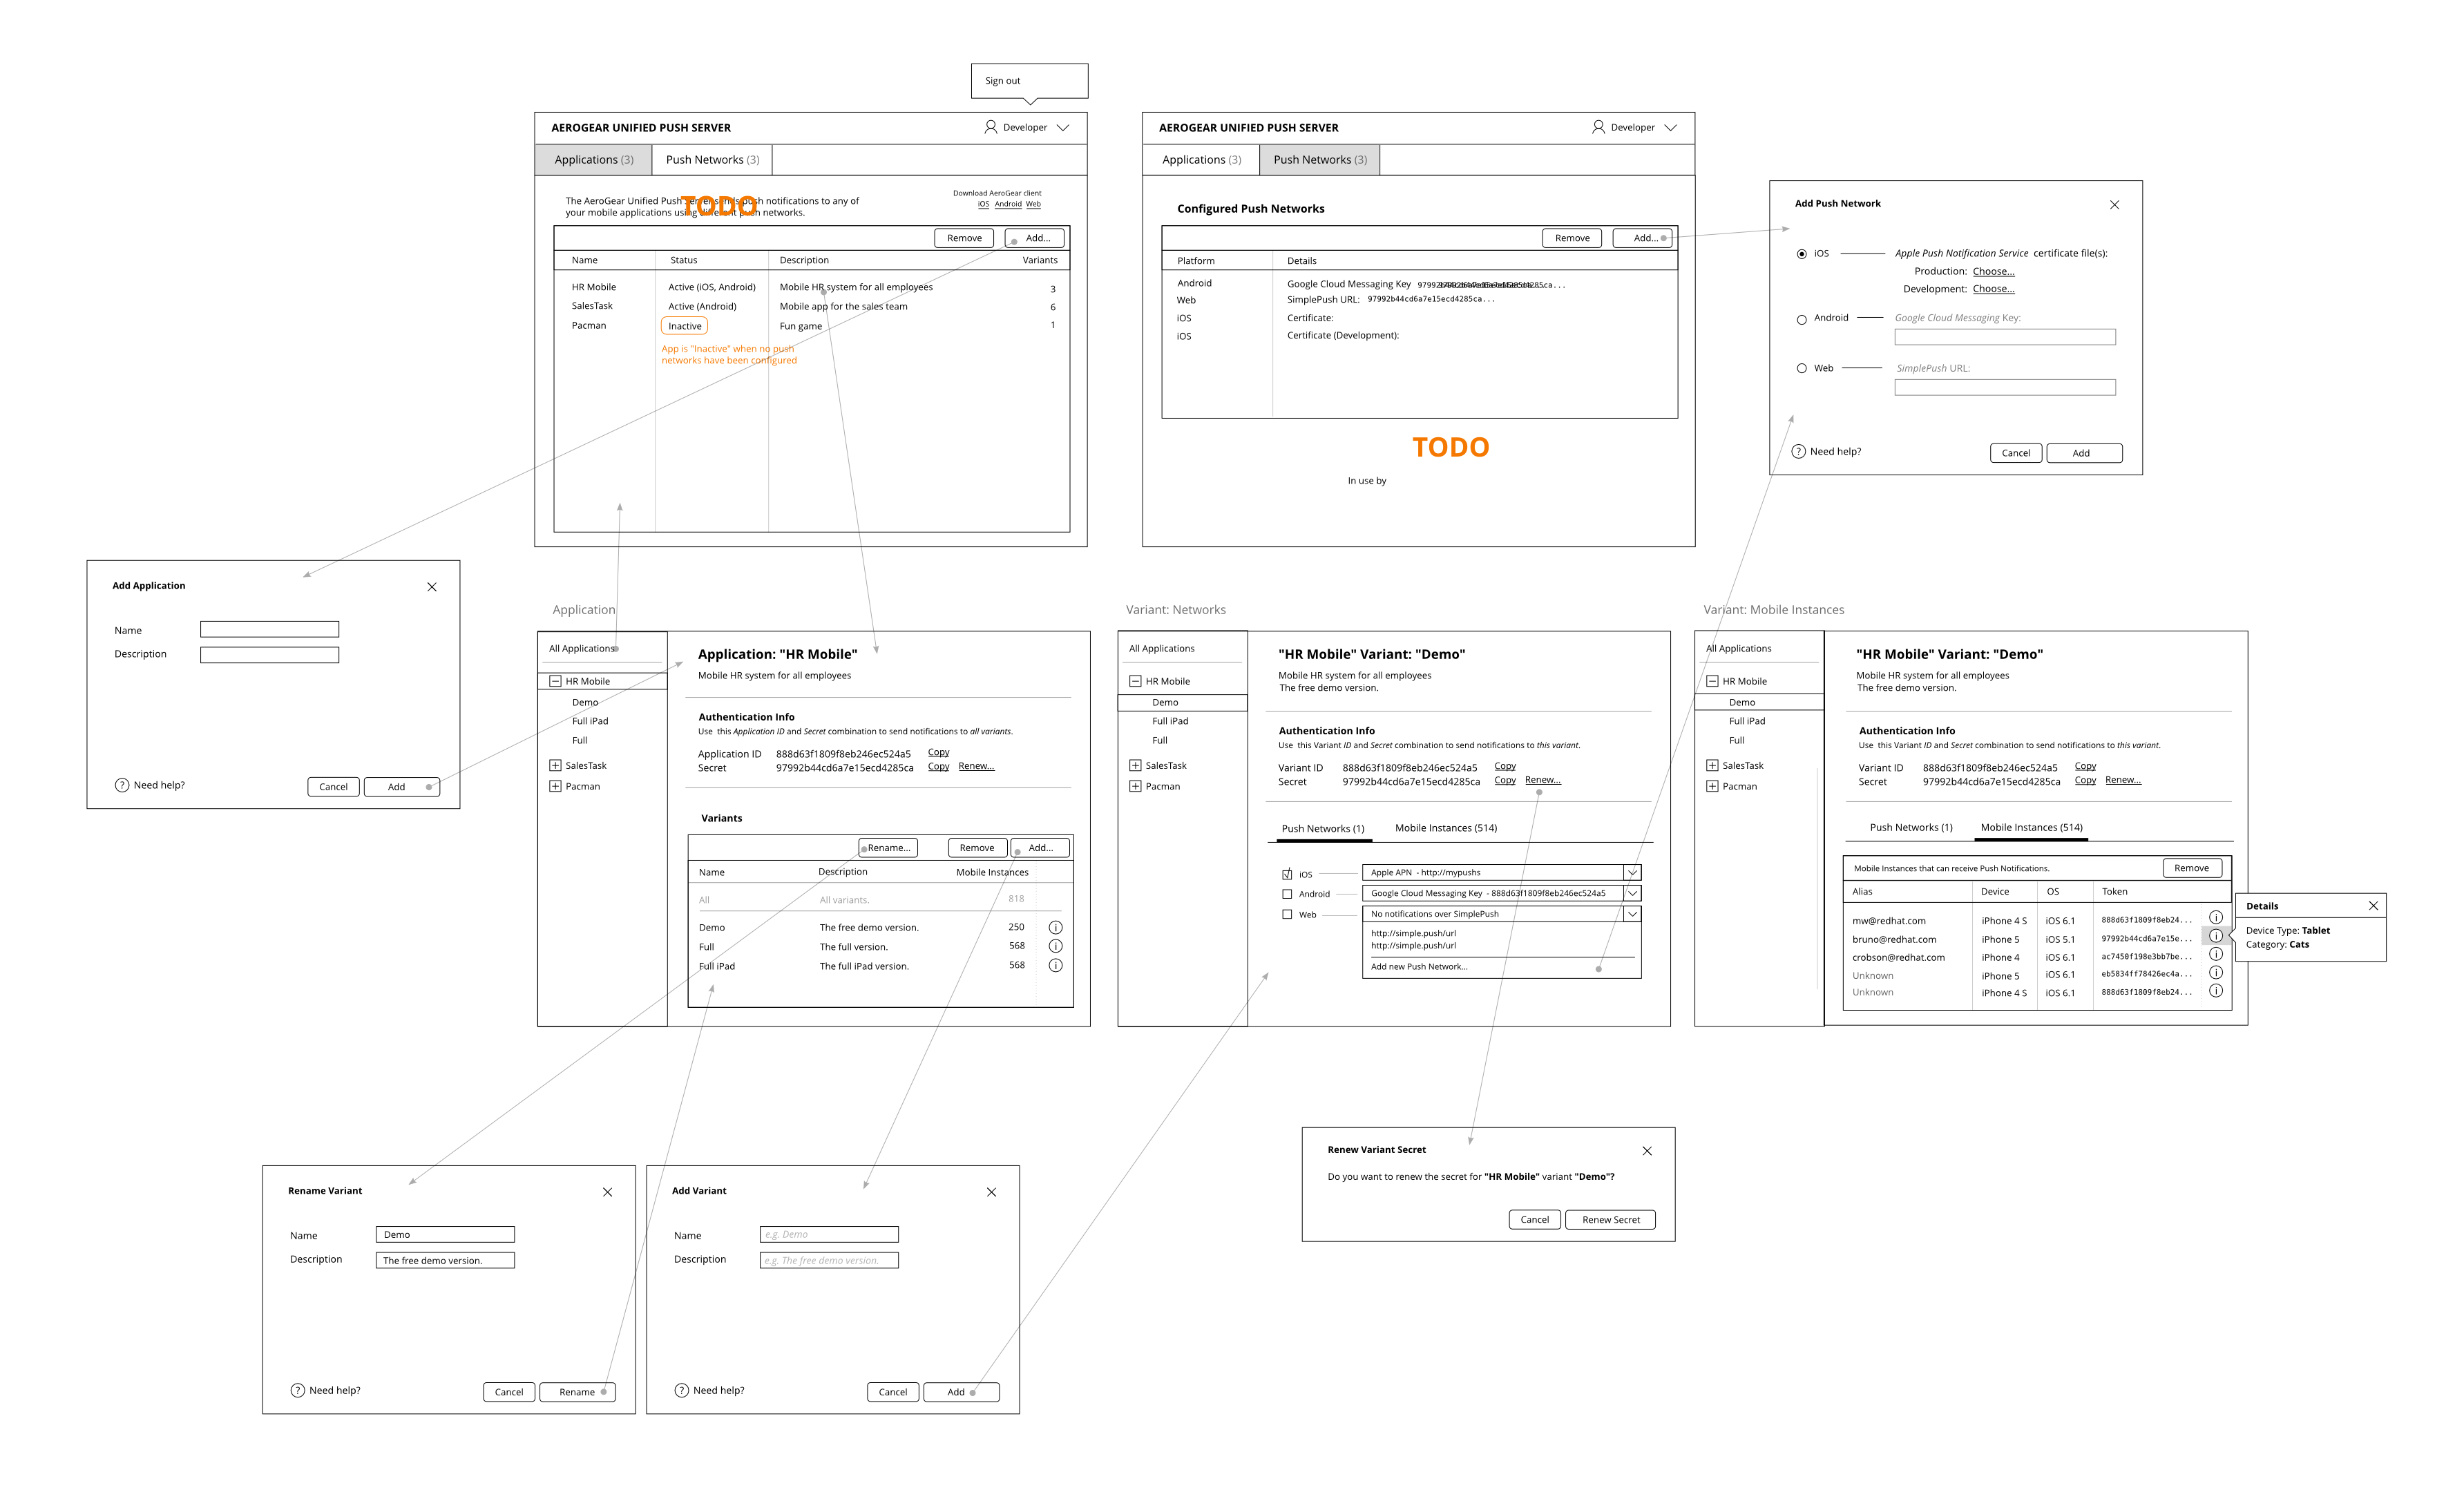 Sign out
AEROGEAR UNIFIED PUSH SERVER
Developer
Applications (3)
Push Networks (3)
The AeroGear Unified Push Server sends push notifications to any of
your mobile applications using different push networks.
TODO
Download AeroGear client
iOS Android Web
Remove
Add...
Name Status Description Variants
HR Mobile Active (iOS, Android) Mobile HR system for all employees 3
SalesTask Active (Android) Mobile app for the sales team 6
Pacman Inactive Fun game 1
App is "Inactive" when no push
networks have been configured
AEROGEAR UNIFIED PUSH SERVER
Developer
Applications (3)
Push Networks (3)
Configured Push Networks
Remove
Add...
Platform Details
Android Google Cloud Messaging Key
Web SimplePush URL: 97992b44cd6a7e15ecd4285ca...
iOS Certificate:
iOS Certificate (Development):
TODO
In use by
Add Push Network
iOS Apple Push Notification Service certificate file(s):
Production: Choose...
Development: Choose...
Android Google Cloud Messaging Key:
Web SimplePush URL:
? Need help?
Cancel
Add
Add Application
Name
Description
? Need help?
Cancel
Add
Application
All Applications
HR Mobile
Demo
Full iPad
Full
SalesTask
Pacman
Application: "HR Mobile"
Mobile HR system for all employees
Authentication Info
Use this Application ID and Secret combination to send notifications to all variants.
Application ID 888d63f1809f8eb246ec524a5 Copy
Secret 97992b44cd6a7e15ecd4285ca Copy Renew...
Variants
Rename...
Remove
Add...
Name Description Mobile Instances
All All variants. 818
Demo The free demo version. 250 i
Full The full version. 568 i
Full iPad The full iPad version. 568 i
Variant: Networks
All Applications
HR Mobile
Demo
Full iPad
Full
SalesTask
Pacman
"HR Mobile" Variant: "Demo"
Mobile HR system for all employees
The free demo version.
Authentication Info
Use this Variant ID and Secret combination to send notifications to this variant.
Variant ID 888d63f1809f8eb246ec524a5 Copy
Secret 97992b44cd6a7e15ecd4285ca Copy Renew...
Push Networks (1) Mobile Instances (514)
iOS Apple APN - http://mypushs
Android Google Cloud Messaging Key - 888d63f1809f8eb246ec524a5
Web No notifications over SimplePush
http://simple.push/url
http://simple.push/url
Add new Push Network...
Variant: Mobile Instances
All Applications
HR Mobile
Demo
Full iPad
Full
SalesTask
Pacman
"HR Mobile" Variant: "Demo"
Mobile HR system for all employees
The free demo version.
Authentication Info
Use this Variant ID and Secret combination to send notifications to this variant.
Variant ID 888d63f1809f8eb246ec524a5 Copy
Secret 97992b44cd6a7e15ecd4285ca Copy Renew...
Push Networks (1) Mobile Instances (514)
Mobile Instances that can receive Push Notifications.
Remove
Alias Device OS Token
mw@redhat.com iPhone 4 S iOS 6.1 888d63f1809f8eb24... i
bruno@redhat.com iPhone 5 iOS 5.1 97992b44cd6a7e15e... i
crobson@redhat.com iPhone 4 iOS 6.1 ac7450f198e3bb7be... i
Unknown iPhone 5 iOS 6.1 eb5834ff78426ec4a... i
Unknown iPhone 4 S iOS 6.1 888d63f1809f8eb24... i
Details
Device Type: Tablet
Category: Cats
Renew Variant Secret
Do you want to renew the secret for "HR Mobile" variant "Demo"?
Cancel
Renew Secret
Rename Variant
Name Demo
Description The free demo version.
? Need help?
Cancel
Rename
Add Variant
Name e.g. Demo
Description e.g. The free demo version.
? Need help?
Cancel
Add